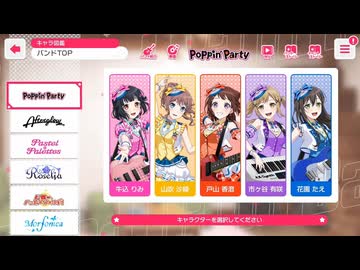 キャラ図鑑
バンドTOP
Poppin'Party
Poppin'Party
Afterglow
Pastel Palettes
Roselia
Morfonica
牛込 りみ
山吹 沙綾
戸山 香澄
市ヶ谷 有咲
花園 たえ
キャラクターを選択してください